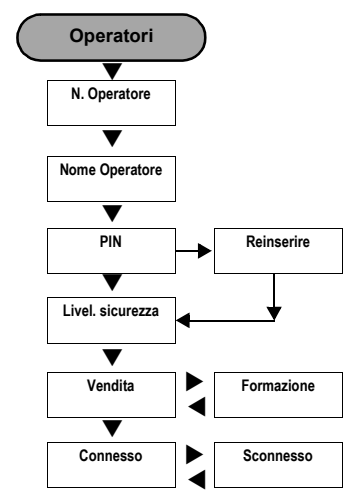 Operatori
N. Operatore
Nome Operatore
PIN
Reinserire
Livel. sicurezza
Vendita
Formazione
Connesso
Sconnesso